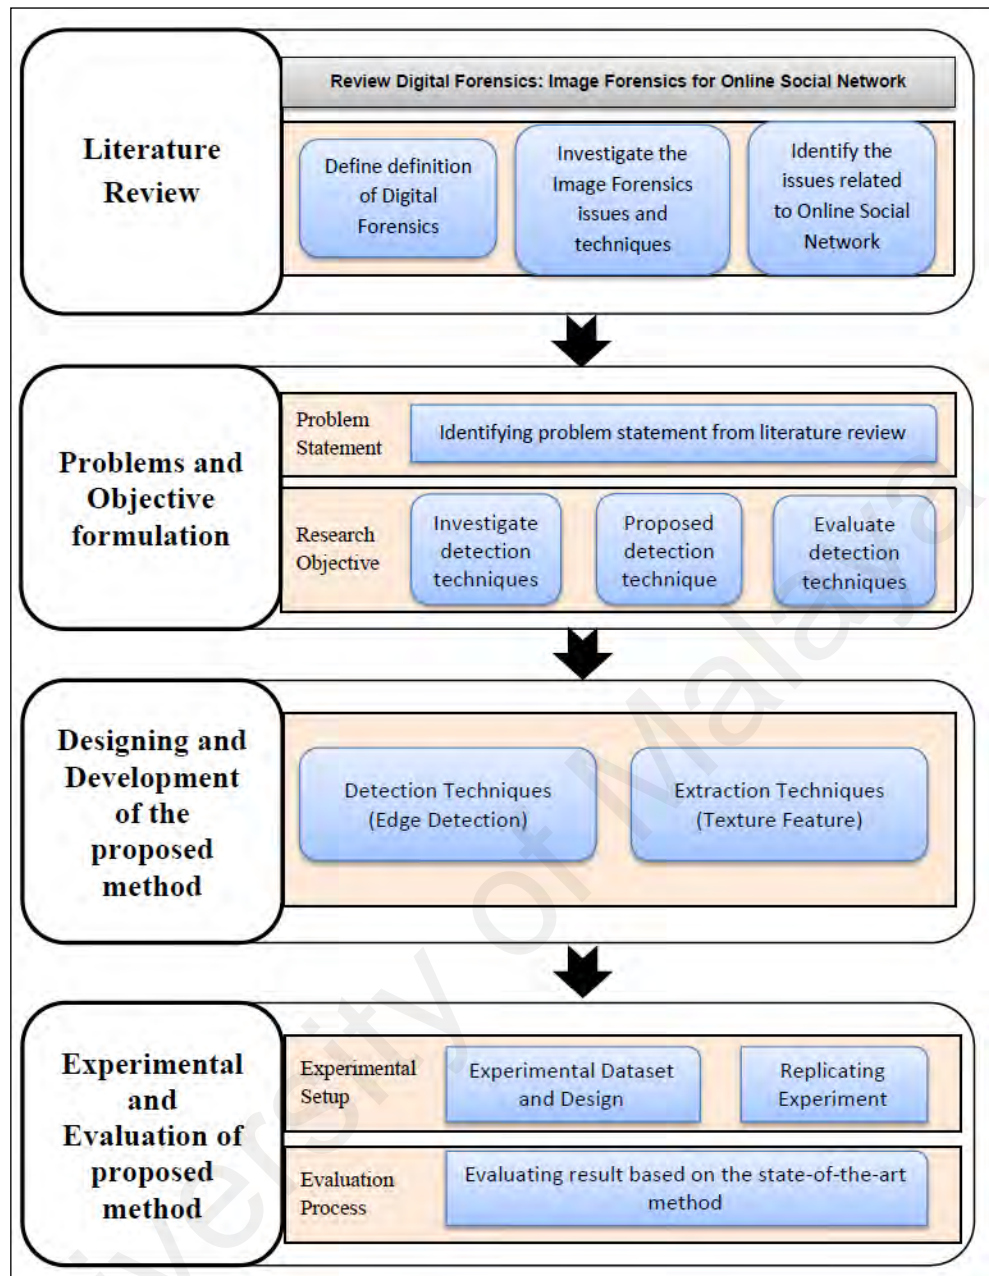 Literature
Review
Review Digital Forensics: Image Forensics for Online Social Network
Define definition
of Digital
Forensics
Investigate the
Image Forensics
issues and
techniques
Identify the
issues related
to Online Social
Network
Problems and
Objective
formulation
Problem
Statement
Identifying problem statement from literature review
Research
Objective
Investigate
detection
techniques
Proposed
detection
technique
Evaluate
detection
techniques
Designing and
Development
of the
proposed
method
Detection Techniques
(Edge Detection)
Extraction Techniques
(Texture Feature)
Experimental
and
Evaluation of
proposed
method
Experimental
Setup
Experimental Dataset
and Design
Replicating
Experiment
Evaluation
Process
Evaluating result based on the state-of-the-art
method
iversity of Malaya